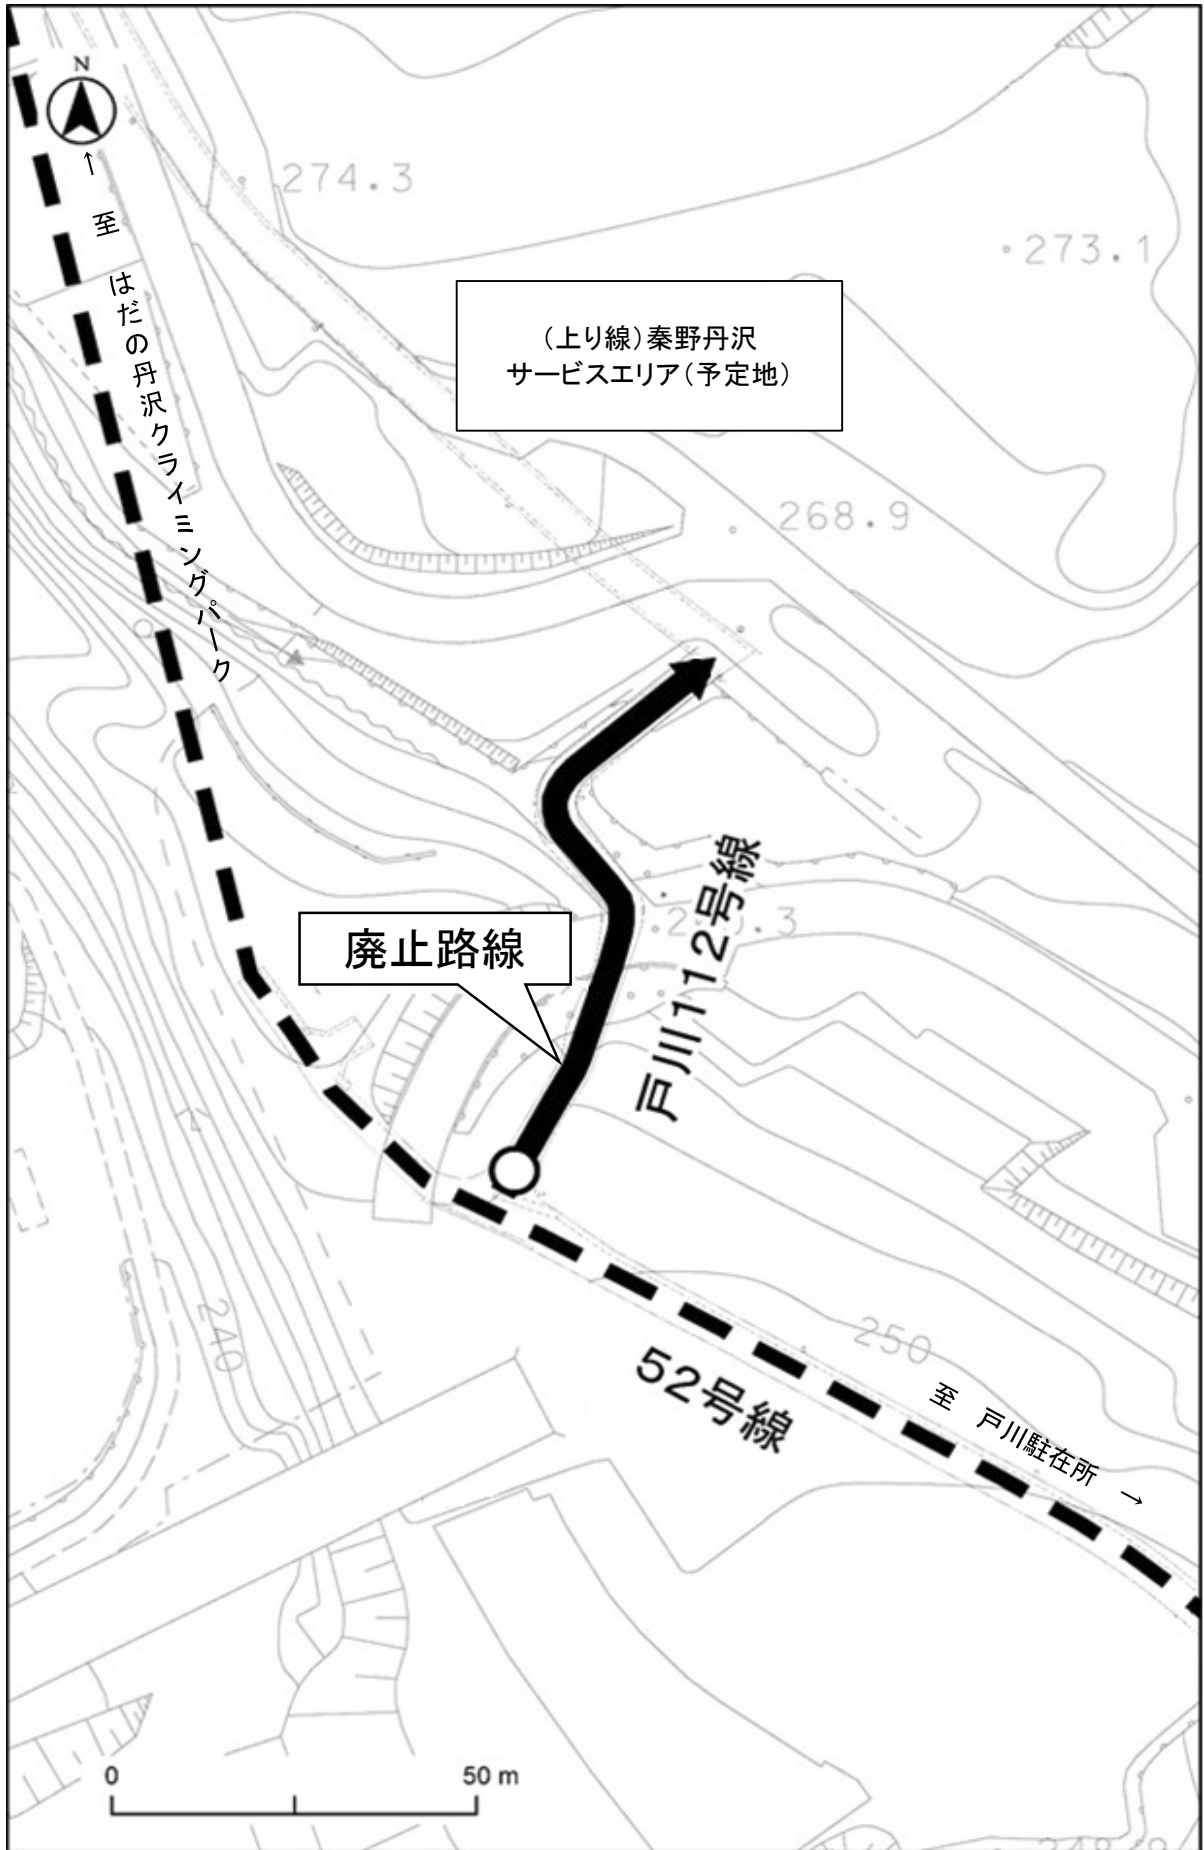 N
↑ 至 はだの丹沢クライミングパーク
274.3
273.1
（上り線）秦野丹沢
サービスエリア（予定地）
268.9
戸川112号線
廃止路線
240
250
52号線
至 戸川駐在所 →
0
50 m